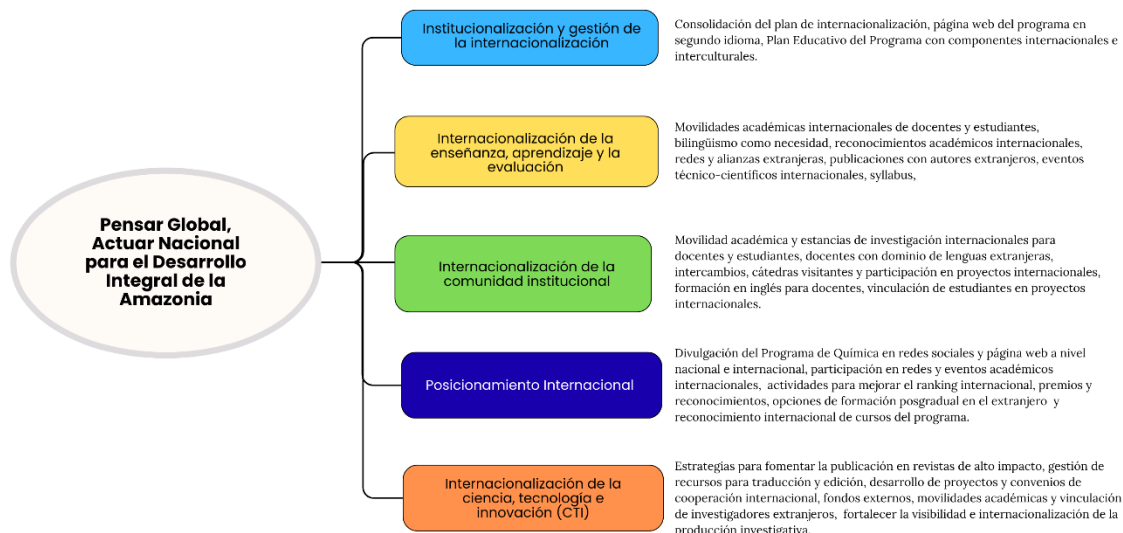 Pensar Global,
Actuar Nacional
para el Desarrollo
Integral de la
Amazonia
Institucionalización y gestión de
la internacionalización
Consolidación del plan de internacionalización, página web del programa en
segundo idioma, Plan Educativo del Programa con componentes internacionales e
interculturales.
Internacionalización de la
enseñanza, aprendizaje y la
evaluación
Movilidades académicas internacionales de docentes y estudiantes,
bilingüismo como necesidad, reconocimientos académicos internacionales,
redes y alianzas extranjeras, publicaciones con autores extranjeros, eventos
técnico-científicos internacionales, syllabus,
Internacionalización de la
comunidad institucional
Movilidad académica y estancias de investigación internacionales para
docentes y estudiantes, docentes con dominio de lenguas extranjeras,
intercambios, cátedras visitantes y participación en proyectos internacionales,
formación en inglés para docentes, vinculación de estudiantes en proyectos
internacionales.
Posicionamiento Internacional
Divulgación del Programa de Química en redes sociales y página web a nivel
nacional e internacional, participación en redes y eventos académicos
internacionales, actividades para mejorar el ranking internacional, premios y
reconocimientos, opciones de formación posgradual en el extranjero y
reconocimiento internacional de cursos del programa.
Internacionalización de la
ciencia, tecnología e
innovación (CTI)
Estrategias para fomentar la publicación en revistas de alto impacto, gestión de
recursos para traducción y edición, desarrollo de proyectos y convenios de
cooperación internacional, fondos externos, movilidades académicas y vinculación
de investigadores extranjeros, fortalecer la visibilidad e internacionalización de la
producción investigativa.